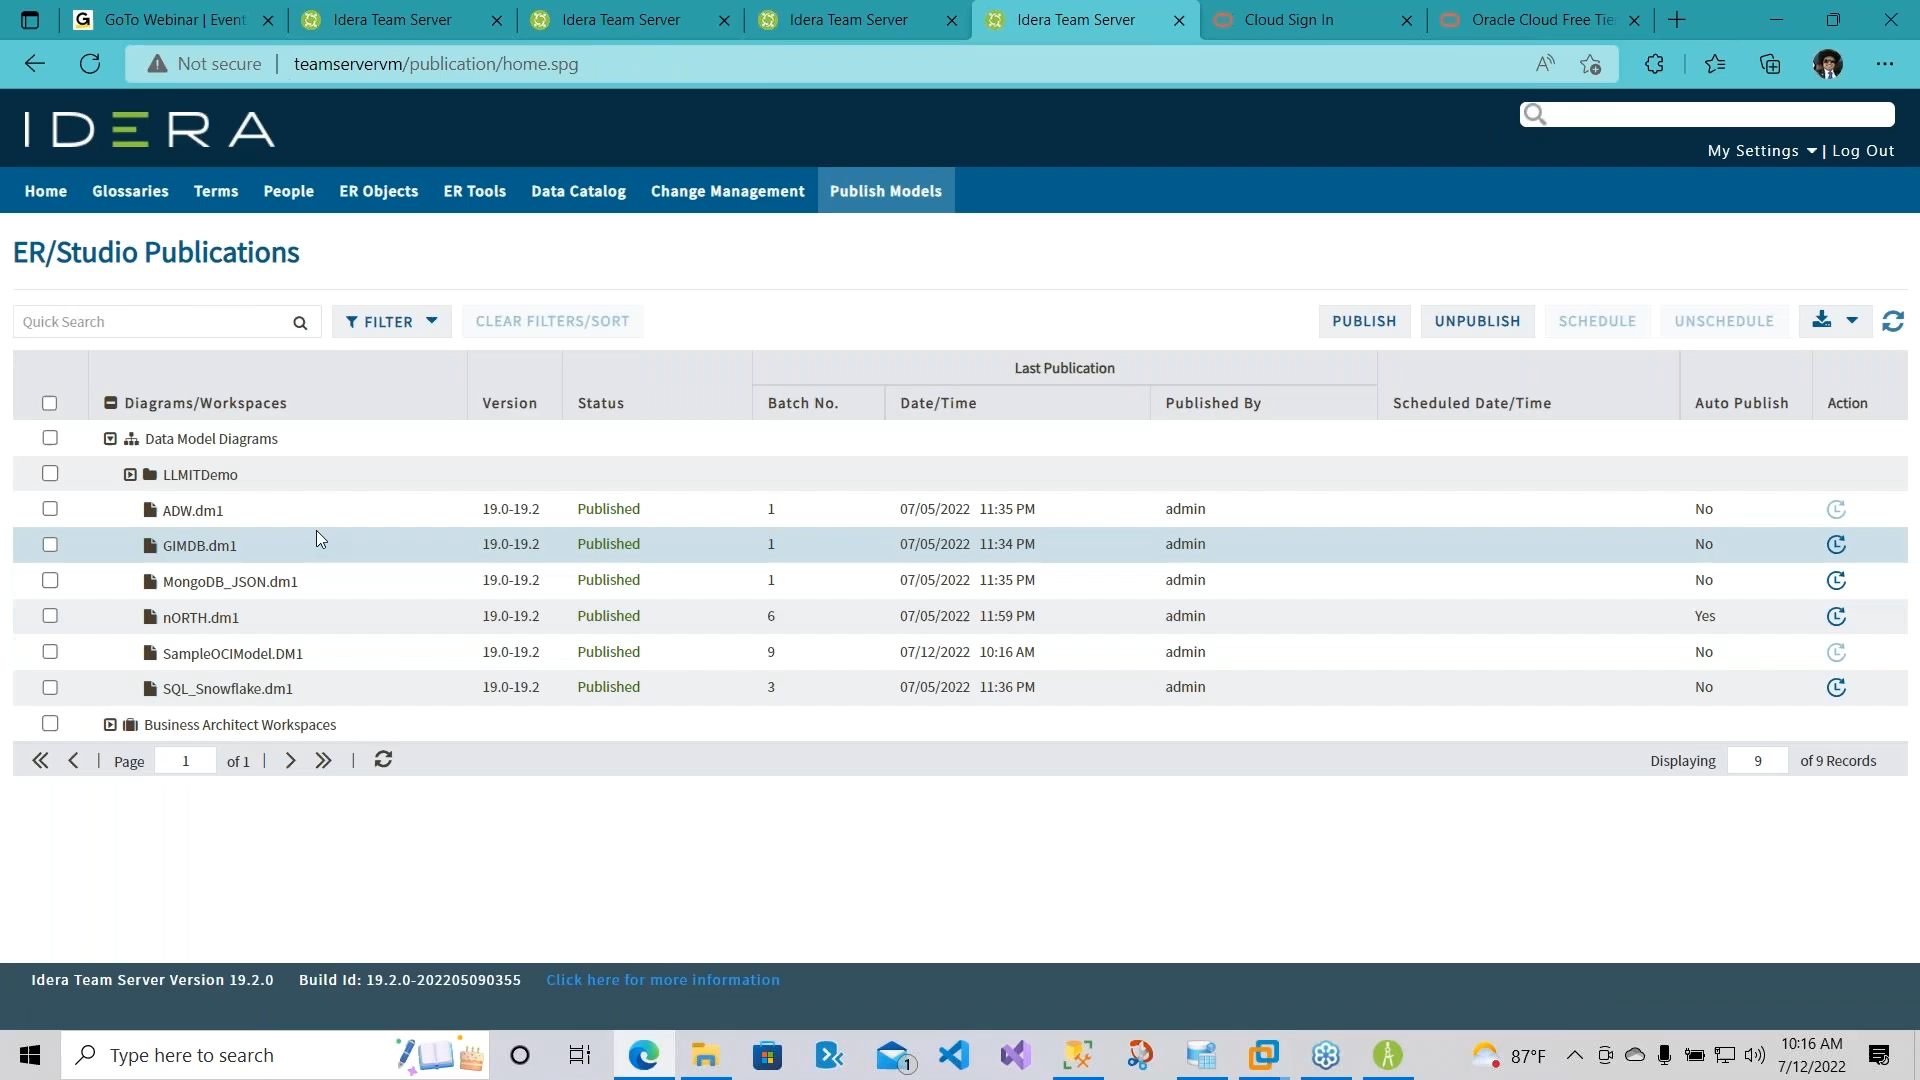 GoTo Webinar | Event
Idera Team Server
Idera Team Server
Idera Team Server
Idera Team Server
Cloud Sign In
Oracle Cloud Free Tie
Not secure
teamservervm/publication/home.spg
IDERA
My Settings | Log Out
Home Glossaries Terms People ER Objects ER Tools Data Catalog Change Management Publish Models
ER/Studio Publications
Quick Search FILTER CLEAR FILTERS/SORT PUBLISH UNPUBLISH SCHEDULE UNSCHEDULE
Last Publication
Diagrams/Workspaces Version Status Batch No. Date/Time Published By Scheduled Date/Time Auto Publish Action
Data Model Diagrams
LLMITDemo
ADW.dm1 19.0-19.2 Published 1 07/05/2022 11:35 PM admin No
GIMDB.dm1 19.0-19.2 Published 1 07/05/2022 11:34 PM admin No
MongoDB_JSON.dm1 19.0-19.2 Published 1 07/05/2022 11:35 PM admin No
nORTH.dm1 19.0-19.2 Published 6 07/05/2022 11:59 PM admin Yes
SampleOCIModel.DM1 19.0-19.2 Published 9 07/12/2022 10:16 AM admin No
SQL_Snowflake.dm1 19.0-19.2 Published 3 07/05/2022 11:36 PM admin No
Business Architect Workspaces
| Page 1 of 1 | | Displaying 9 of 9 Records
Idera Team Server Version 19.2.0 Build Id: 19.2.0-202205090355 Click here for more information
Type here to search
1
87°F
10:16 AM
7/12/2022